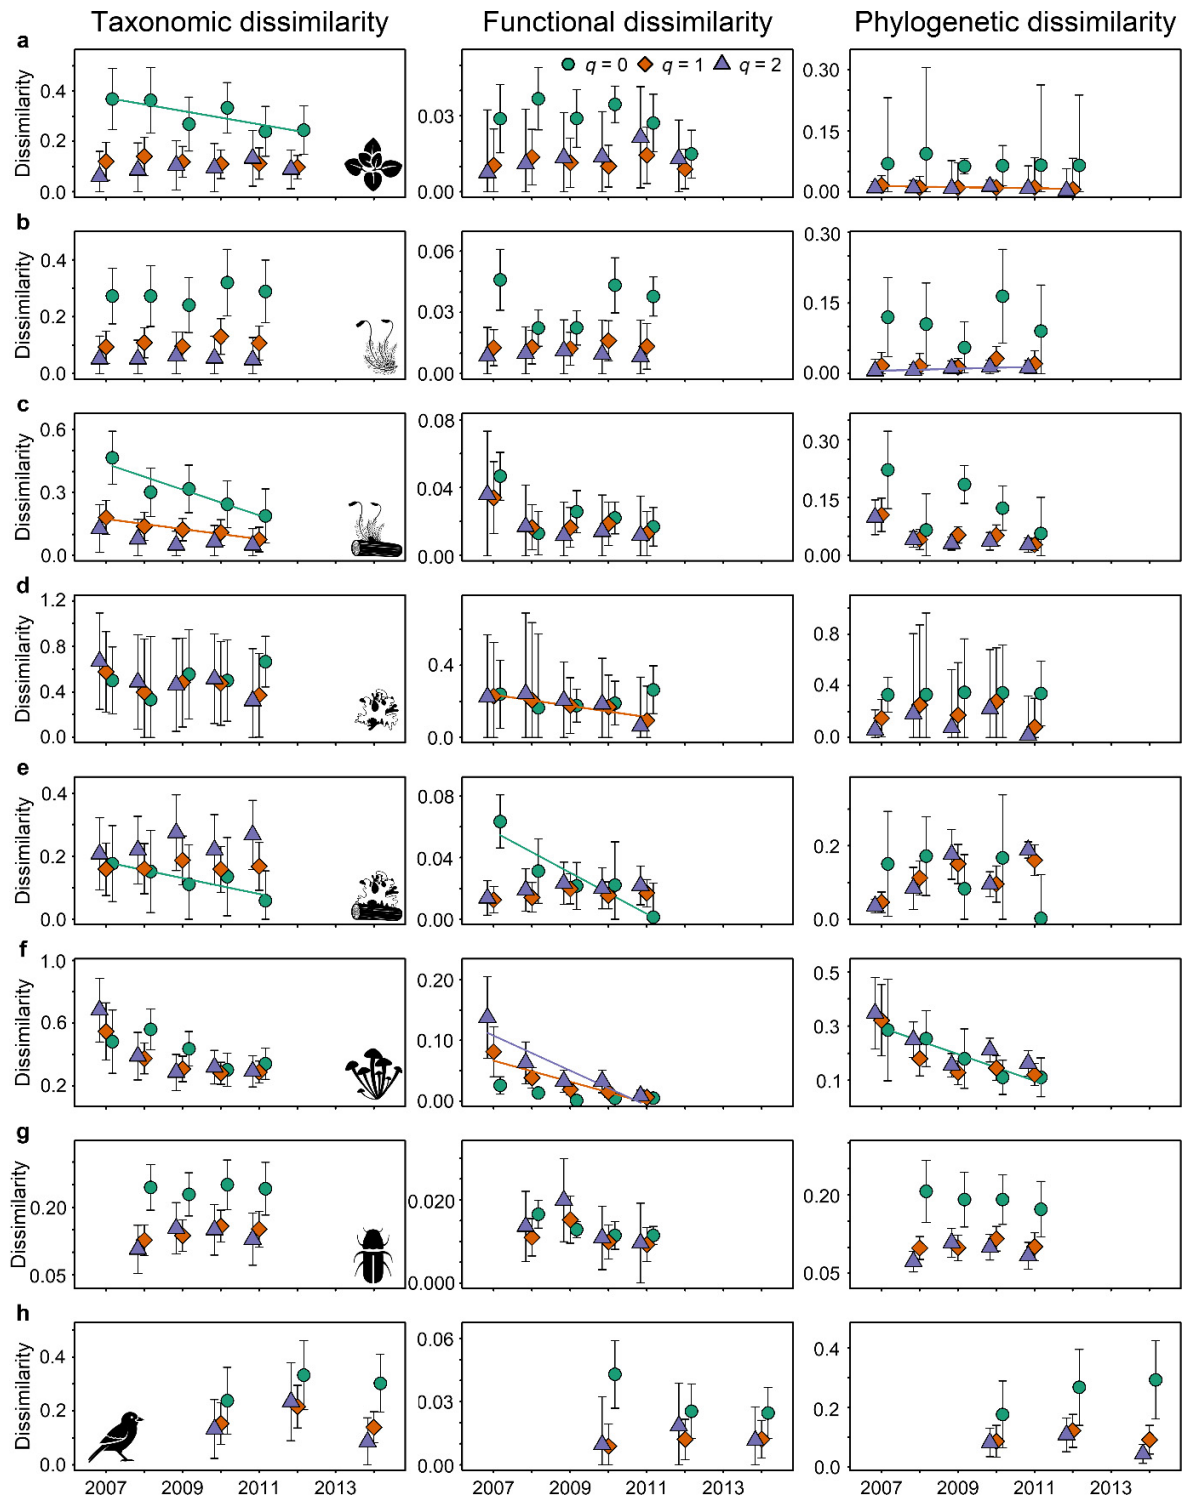 Taxonomic dissimilarity Functional dissimilarity Phylogenetic dissimilarity
a
Dissimilarity 0.4 0.2 0.0
q = 0 q = 1 q = 2
0.03 0.00
0.30 0.15 0.00
b
Dissimilarity 0.4 0.2 0.0
0.06 0.03 0.00
0.30 0.15 0.00
c
Dissimilarity 0.6 0.3 0.0
0.08 0.04 0.00
0.30 0.15 0.00
d
Dissimilarity 1.2 0.8 0.4 0.0
0.4 0.0
0.8 0.4 0.0
e
Dissimilarity 0.4 0.2 0.0
0.08 0.04 0.00
0.2 0.0
f
Dissimilarity 1.0 0.6 0.2
0.20 0.10 0.00
0.5 0.3 0.1
g
Dissimilarity 0.20 0.05
0.020 0.000
0.20 0.05
h
Dissimilarity 0.4 0.2 0.0
0.06 0.03 0.00
0.4 0.2 0.0
2007 2009 2011 2013 2007 2009 2011 2013 2007 2009 2011 2013